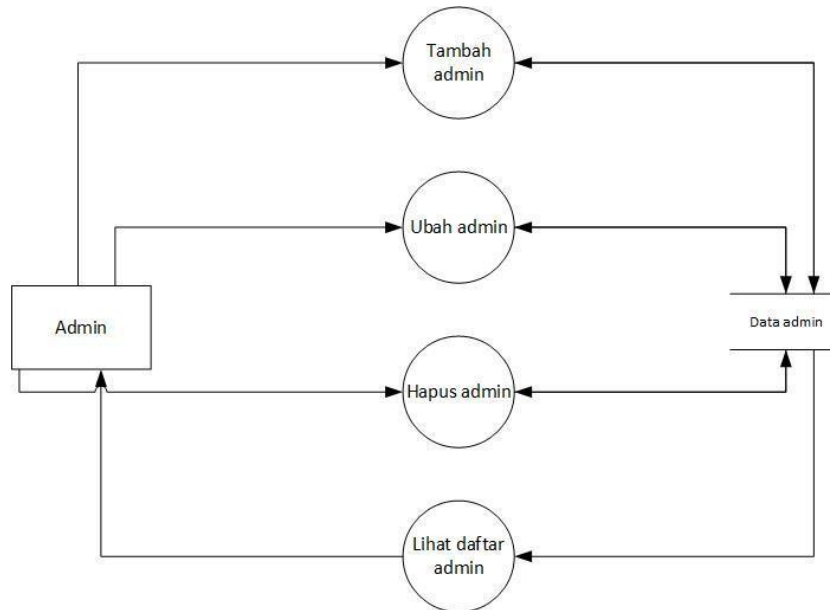 Tambah
admin
Ubah admin
Admin
Data admin
Hapus admin
Lihat daftar
admin